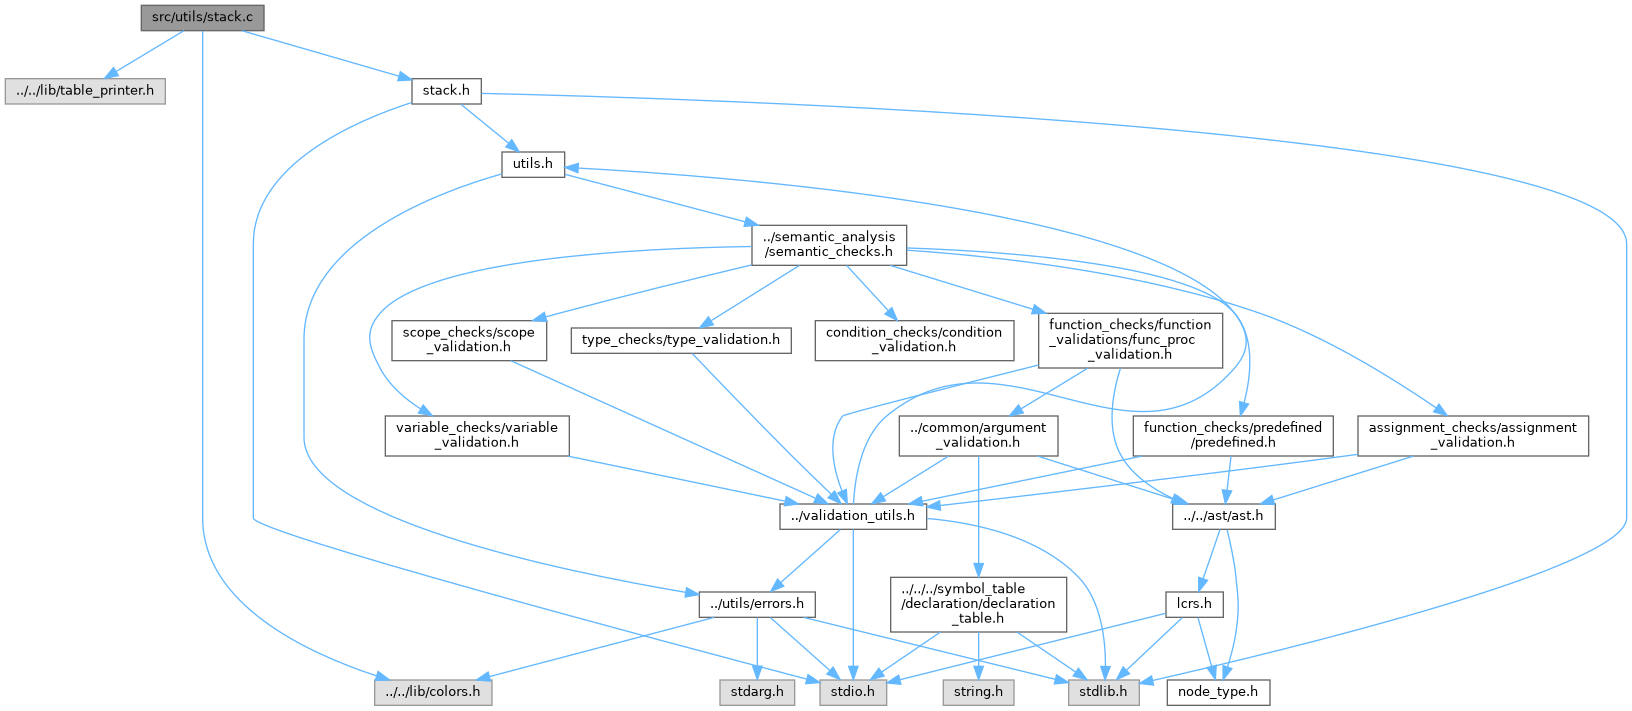 src/utils/stack.c
../../lib/table_printer.h
stack.h
utils.h
../semantic_analysis
/semantic_checks.h
scope_checks/scope
_validation.h
type_checks/type_validation.h
condition_checks/condition
_validation.h
function_checks/function
_validations/func_proc
_validation.h
variable_checks/variable
_validation.h
../common/argument
_validation.h
function_checks/predefined
/predefined.h
assignment_checks/assignment
_validation.h
../validation_utils.h
../../ast/ast.h
../utils/errors.h
../../../symbol_table
/declaration/declaration
_table.h
lcrs.h
../../lib/colors.h
stdarg.h
stdio.h
string.h
stdlib.h
node_type.h